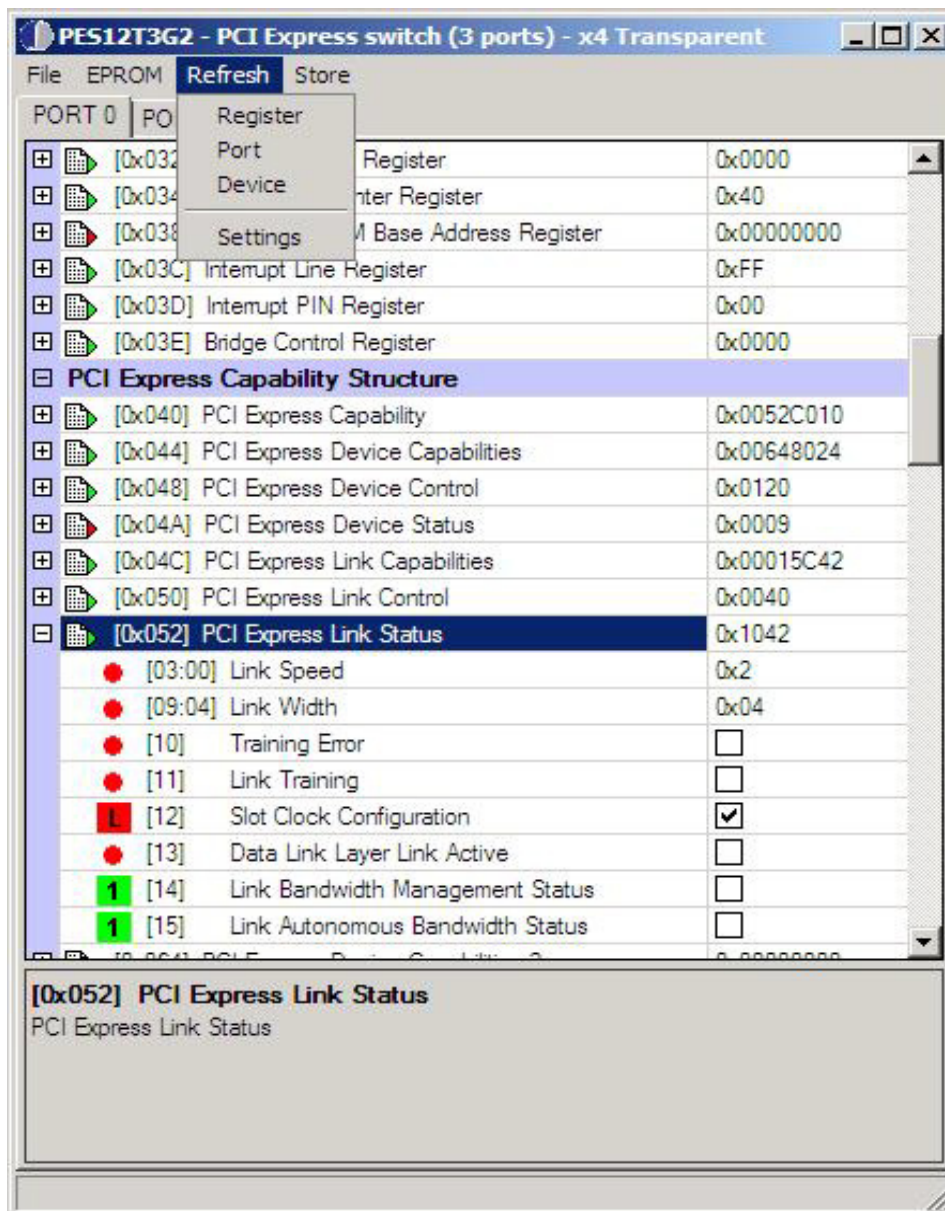 PES12T3G2 - PCI Express switch (3 ports) - x4 Transparent
File EPROM Refresh Store
PORT 0 PO
Register
Port
Device
Settings
[0x032 Register 0x0000
[0x034 nter Register 0x40
[0x038 M Base Address Register 0x00000000
[0x03C] Interrupt Line Register 0xFF
[0x03D] Interrupt PIN Register 0x00
[0x03E] Bridge Control Register 0x0000
PCI Express Capability Structure
[0x040] PCI Express Capability 0x0052C010
[0x044] PCI Express Device Capabilities 0x00648024
[0x048] PCI Express Device Control 0x0120
[0x04A] PCI Express Device Status 0x0009
[0x04C] PCI Express Link Capabilities 0x00015C42
[0x050] PCI Express Link Control 0x0040
[0x052] PCI Express Link Status 0x1042
[03:00] Link Speed 0x2
[09:04] Link Width 0x04
[10] Training Error
[11] Link Training
L [12] Slot Clock Configuration
[13] Data Link Layer Link Active
1 [14] Link Bandwidth Management Status
1 [15] Link Autonomous Bandwidth Status
[0x052] PCI Express Link Status
PCI Express Link Status